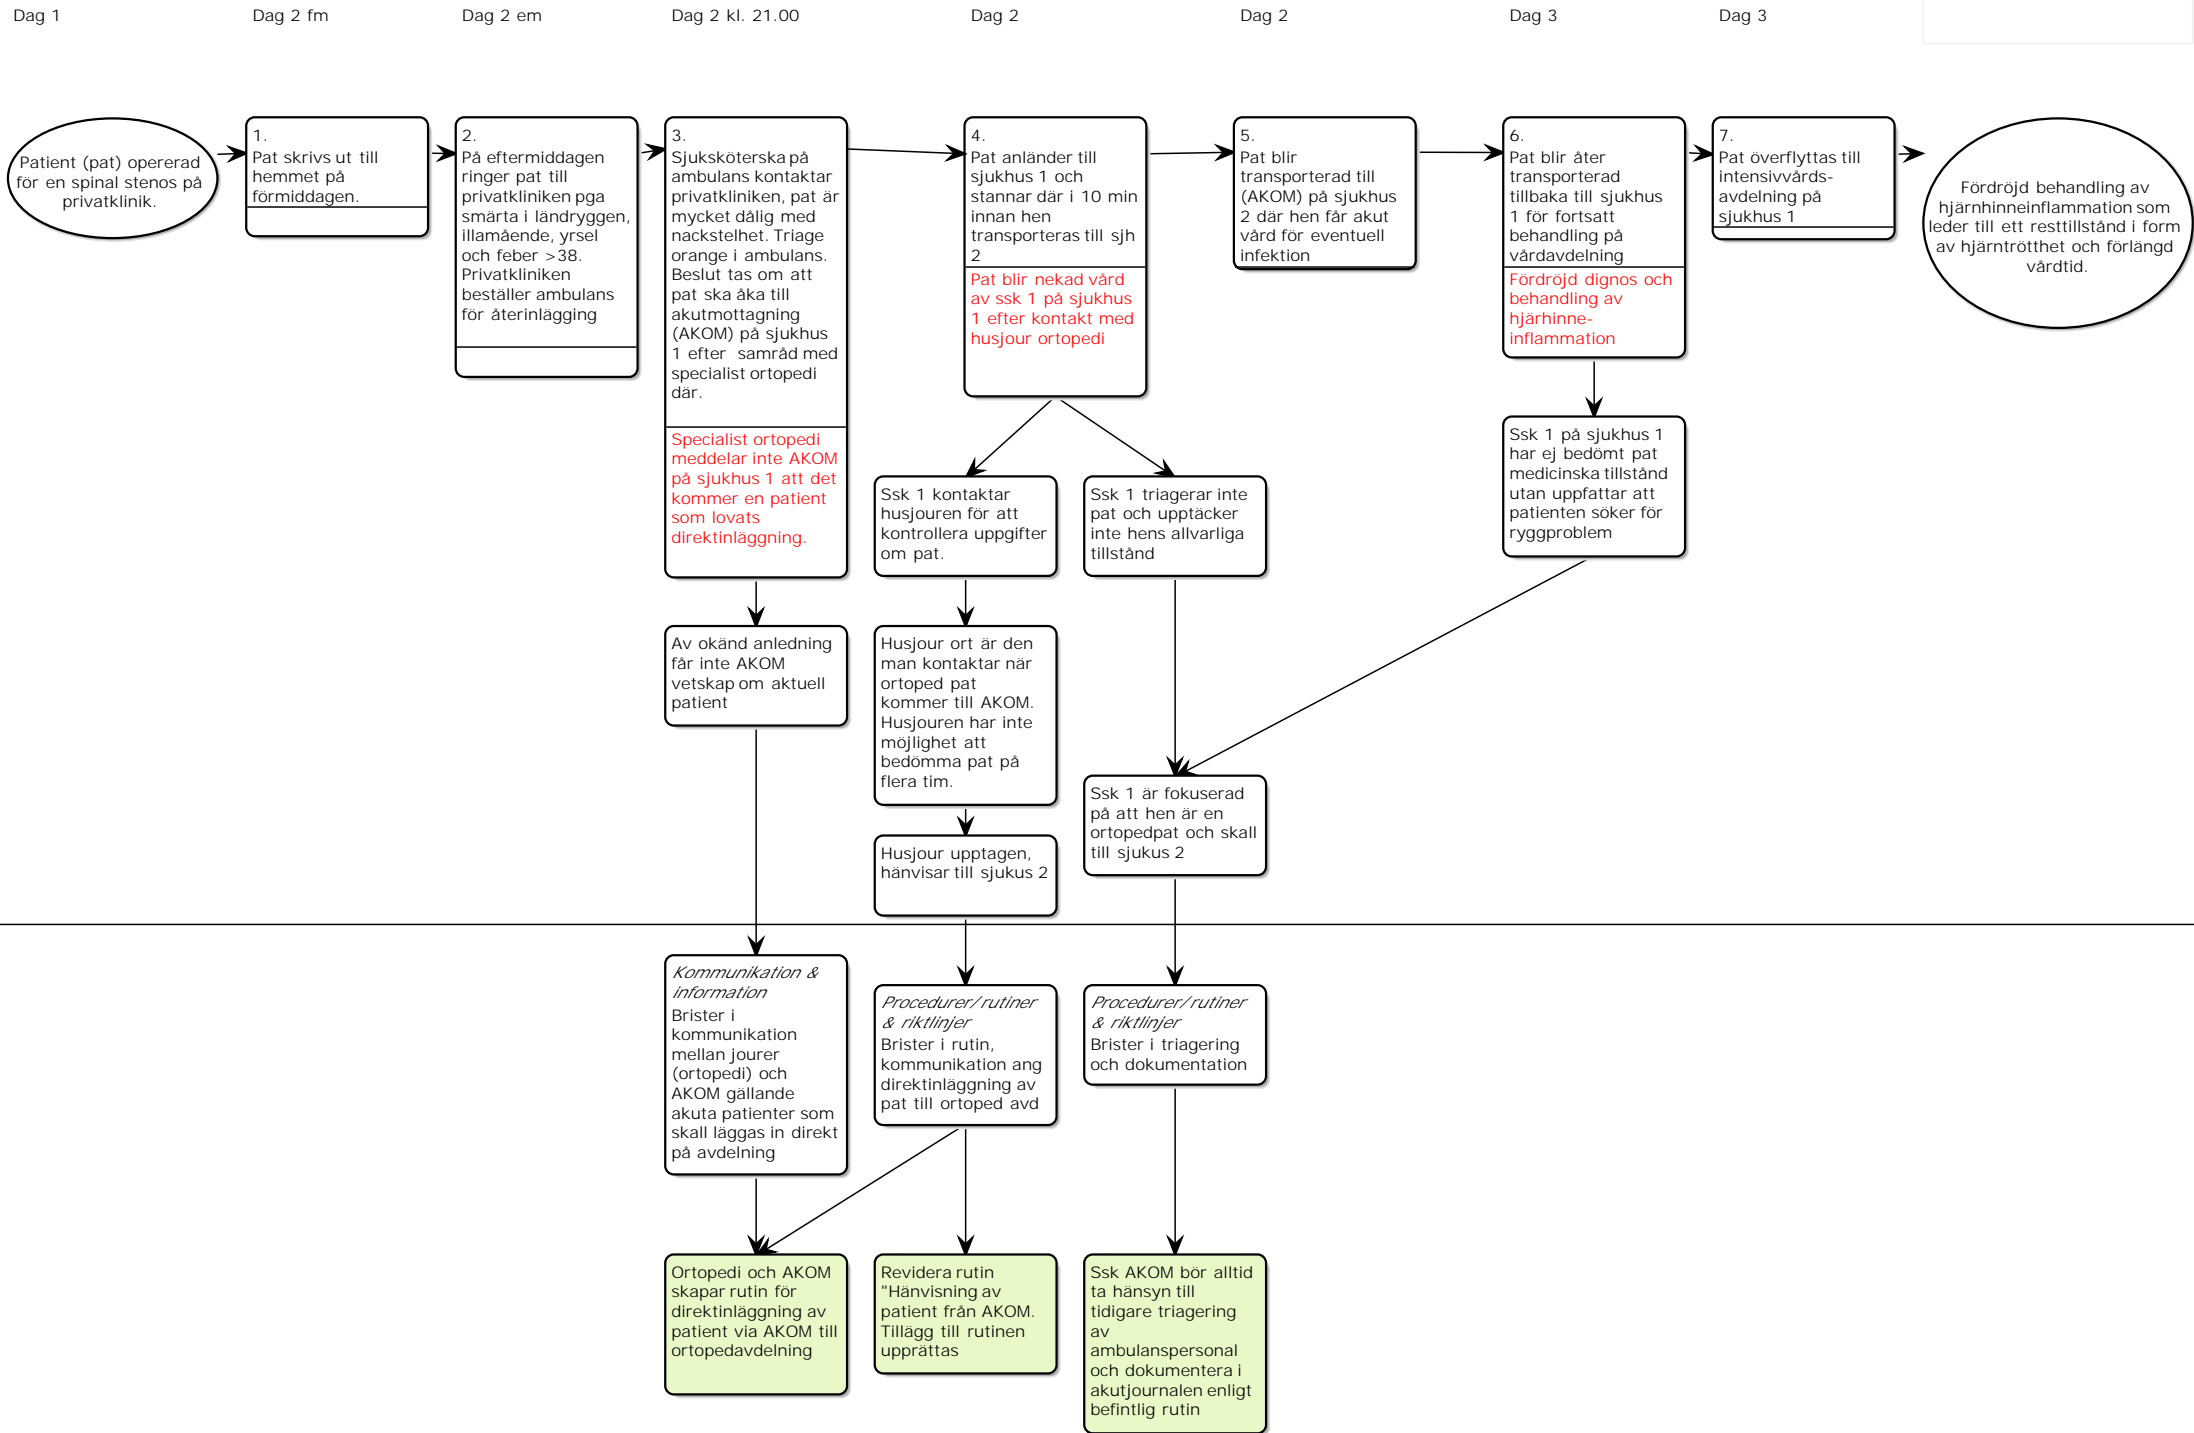 Dag 1
Dag 2 fm
Dag 2 em
Dag 2 kl. 21.00
Dag 2
Dag 2
Dag 3
Dag 3
Patient (pat) opererad
för en spinal stenos på
privatklinik.
1.
Pat skrivs ut till
hemmet på
förmiddagen.
2.
På eftermiddagen
ringer pat till
privatkliniken pga
smärta i ländryggen,
illamående, yrsel
och feber >38.
Privatkliniken
beställer ambulans
för återinlägging
3.
Sjuksköterska på
ambulans kontaktar
privatkliniken, pat är
mycket dålig med
nackstelhet. Triage
orange i ambulans.
Beslut tas om att
pat ska åka till
akutmottagning
(AKOM) på sjukhus
1 efter samråd med
specialist ortopedi
där.
Specialist ortopedi
meddelar inte AKOM
på sjukhus 1 att det
kommer en patient
som lovats
direktinläggning.
4.
Pat anländer till
sjukhus 1 och
stannar där i 10 min
innan hen
transporteras till sjh
2
Pat blir nekad vård
av ssk 1 på sjukhus
1 efter kontakt med
husjour ortopedi
5.
Pat blir
transporterad till
(AKOM) på sjukhus
2 där hen får akut
vård för eventuell
infektion
6.
Pat blir åter
transporterad
tillbaka till sjukhus
1 för fortsatt
behandling på
vårdavdelning
Fördröjd dignos och
behandling av
hjärhinne-
inflammation
7.
Pat överflyttas till
intensivvårds-
avdelning på
sjukhus 1
Fördröjd behandling av
hjärnhinneinflammation som
leder till ett resttillstånd i form
av hjärntrötthet och förlängd
vårdtid.
Ssk 1 kontaktar
husjouren för att
kontrollera uppgifter
om pat.
Ssk 1 triagerar inte
pat och upptäcker
inte hens allvarliga
tillstånd
Ssk 1 på sjukhus 1
har ej bedömt pat
medicinska tillstånd
utan uppfattar att
patienten söker för
ryggproblem
Av okänd anledning
får inte AKOM
vetskap om aktuell
patient
Husjour ort är den
man kontaktar när
ortoped pat
kommer till AKOM.
Husjouren har inte
möjlighet att
bedömma pat på
flera tim.
Ssk 1 är fokuserad
på att hen är en
ortopedpat och skall
till sjukus 2
Husjour upptagen,
hänvisar till sjukus 2
Kommunikation &
information
Brister i
kommunikation
mellan jourer
(ortopedi) och
AKOM gällande
akuta patienter som
skall läggas in direkt
på avdelning
Procedurer/rutiner
& riktlinjer
Brister i rutin,
kommunikation ang
direktinläggning av
pat till ortoped avd
Procedurer/rutiner
& riktlinjer
Brister i triagering
och dokumentation
Ortopedi och AKOM
skapar rutin för
direktinläggning av
patient via AKOM till
ortopedavdelning
Revidera rutin
"Hänvisning av
patient från AKOM.
Tillägg till rutinen
upprättas
Ssk AKOM bör alltid
ta hänsyn till
tidigare triagering
av
ambulanspersonal
och dokumentera i
akutjournalen enligt
befintlig rutin